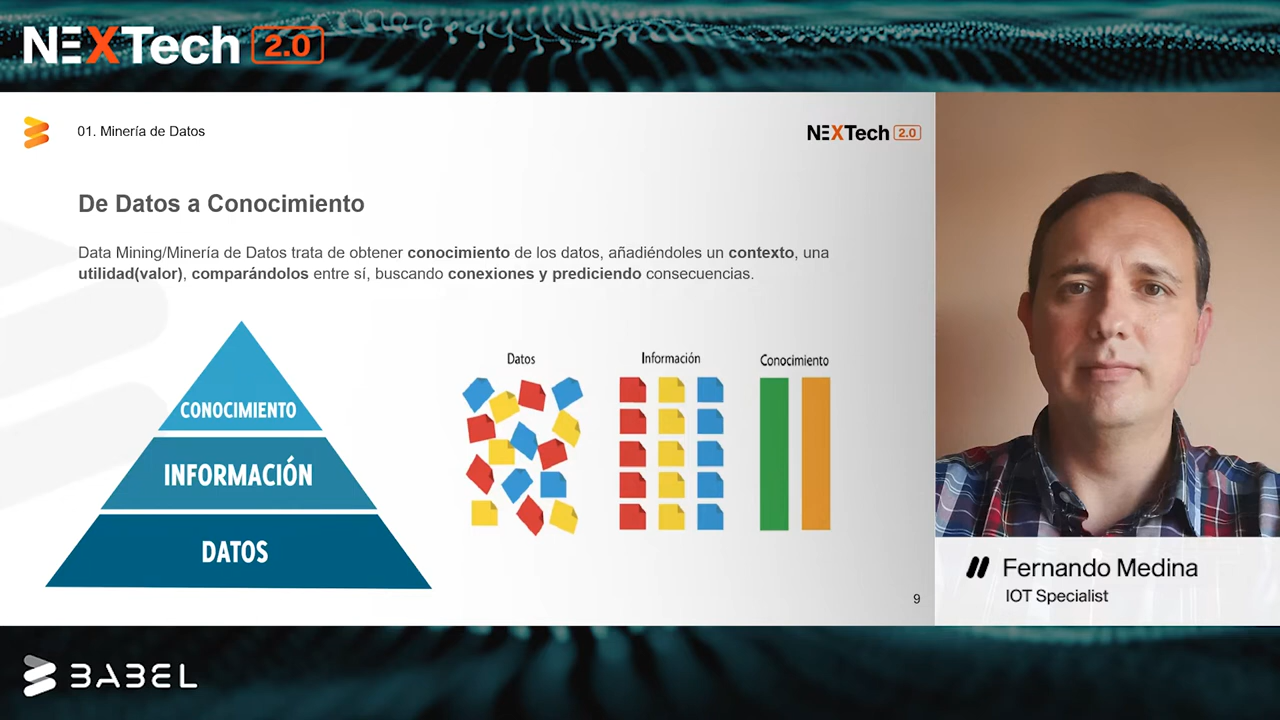 NEXTech 2.0
01. Minería de Datos
NEXTech 2.0
De Datos a Conocimiento
Data Mining/Minería de Datos trata de obtener conocimiento de los datos, añadiéndoles un contexto, una
utilidad(valor), comparándolos entre sí, buscando conexiones y prediciendo consecuencias.
CONOCIMIENTO
INFORMACIÓN
DATOS
Datos
Información
Conocimiento
9
Fernando Medina
IOT Specialist
BABEL